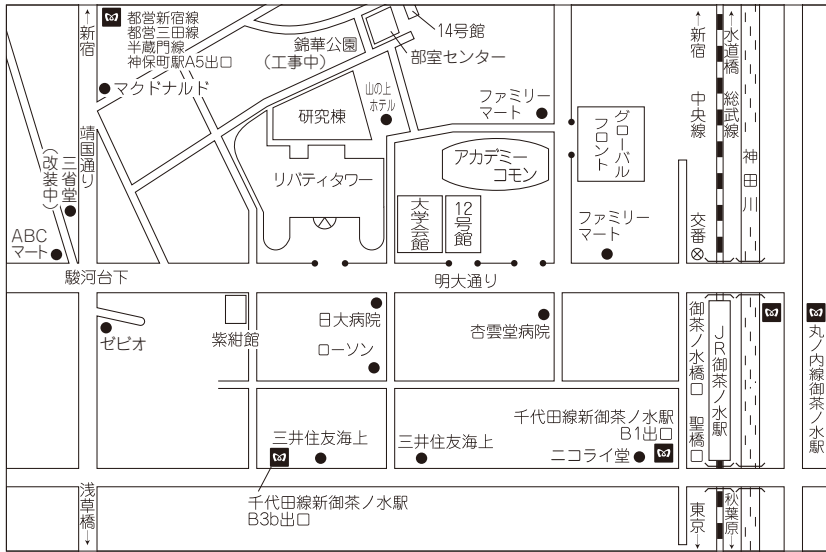 都営新宿線
都営三田線
半蔵門線
神保町駅A5出口
新宿
マクドナルド
靖国通り
三省堂
(改装中)
ABC
マート
駿河台下
ゼビオ
浅草橋
錦華公園
(工事中)
14号館
部室センター
研究棟
山の上
ホテル
リバティタワー
ファミリー
マート
アカデミー
コモン
グローバル
フロント
大学会館
12号館
ファミリー
マート
新宿
中央線
水道橋
総武線
神田川
交番
明大通り
紫紺館
日大病院
ローソン
杏雲堂病院
御茶ノ水橋口
聖橋口
JR御茶ノ水駅
丸ノ内線御茶ノ水駅
三井住友海上
三井住友海上
千代田線新御茶ノ水駅
B1出口
ニコライ堂
千代田線新御茶ノ水駅
B3b出口
東京
秋葉原